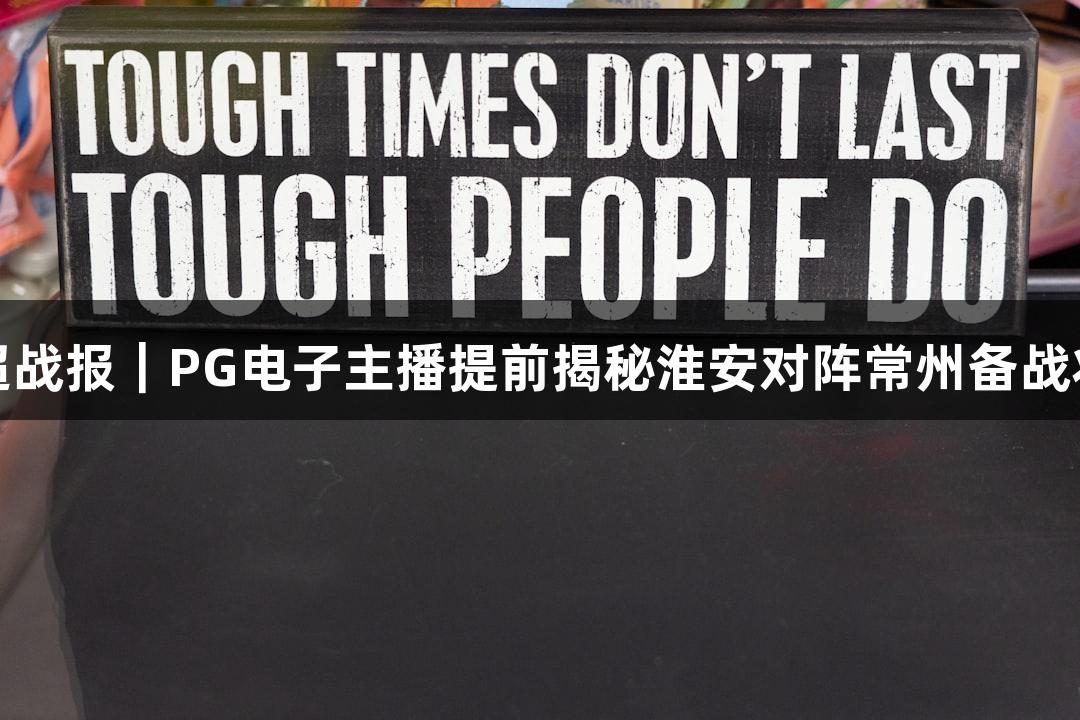 TOUGH TIMES DON'T LAST
TOUGH PEOPLE DO
战报｜PG电子主播提前揭秘淮安对阵常州备战